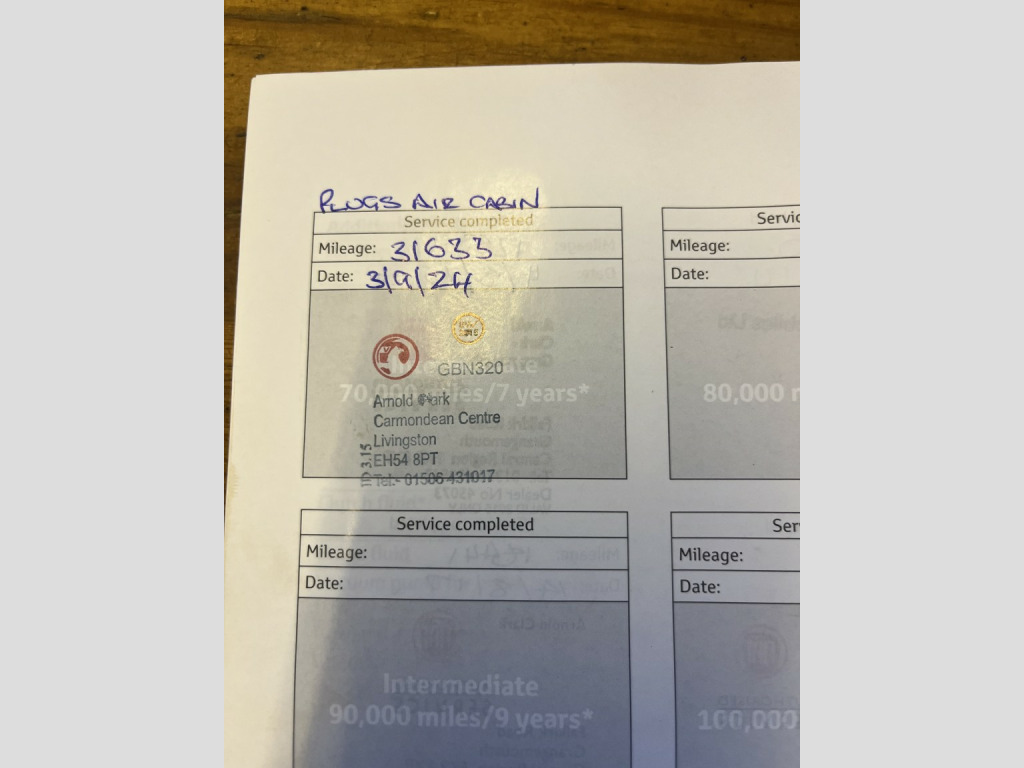 PLUGS AIR CABIN
Service completed
Mileage: 31633
Date: 3/9/24
GBN320
70,000 miles/7 years*
Arnold Clark
Carmondean Centre
Livingston
EH54 8PT
Tel:- 01506 431017
Mileage:
Date:
80,000
Service completed
Mileage:
Date:
Intermediate
90,000 miles/9 years*
Mileage:
Date:
100,000